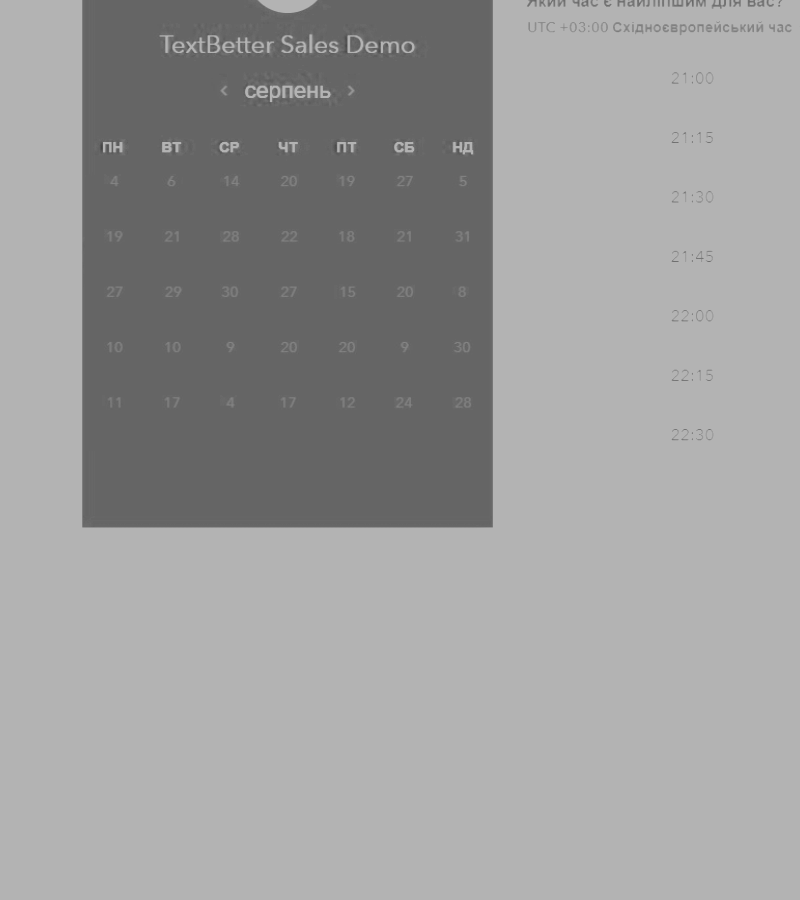 TextBetter Sales Demo
‹ серпень ›
ПН ВТ СР ЧТ ПТ СБ НД
4 6 14 20 19 27 5
19 21 28 22 18 21 31
27 29 30 27 15 20 8
10 10 9 20 20 9 30
11 17 4 17 12 24 28
Який час є найліпшим для вас?
UTC +03:00 Східноєвропейський час
21:00
21:15
21:30
21:45
22:00
22:15
22:30